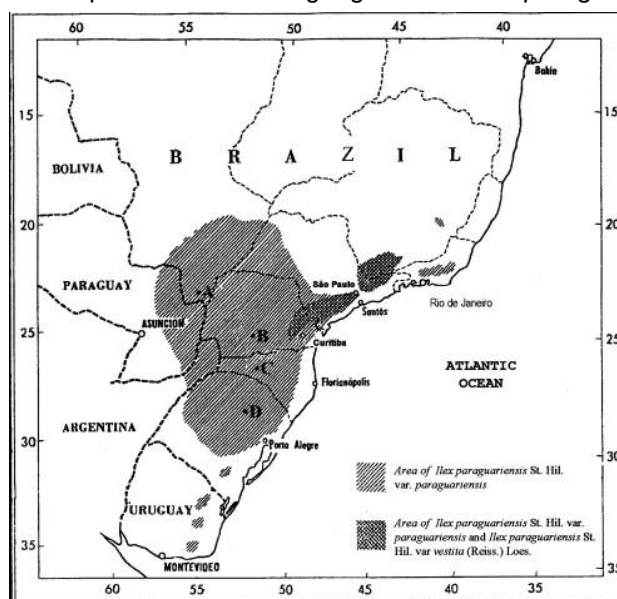 60 55 50 45 40
Bahia
15 15
BOLIVIA
B R A Z I L
20 20
PARAGUAY
A
São Paulo
Santos
Rio de Janeiro
ASUNCION
25 25
B
Curitiba
C
ATLANTIC
OCEAN
Florianópolis
D
ARGENTINA
30 30
Porto Alegre
Area of Ilex paraguariensis St. Hil.
var. paraguariensis
URUGUAY
Area of Ilex paraguariensis St. Hil. var.
paraguariensis and Ilex paraguariensis St.
Hil. var vestita (Reiss.) Loes.
35 35
MONTEVIDEO
60 55 50 45 40 35